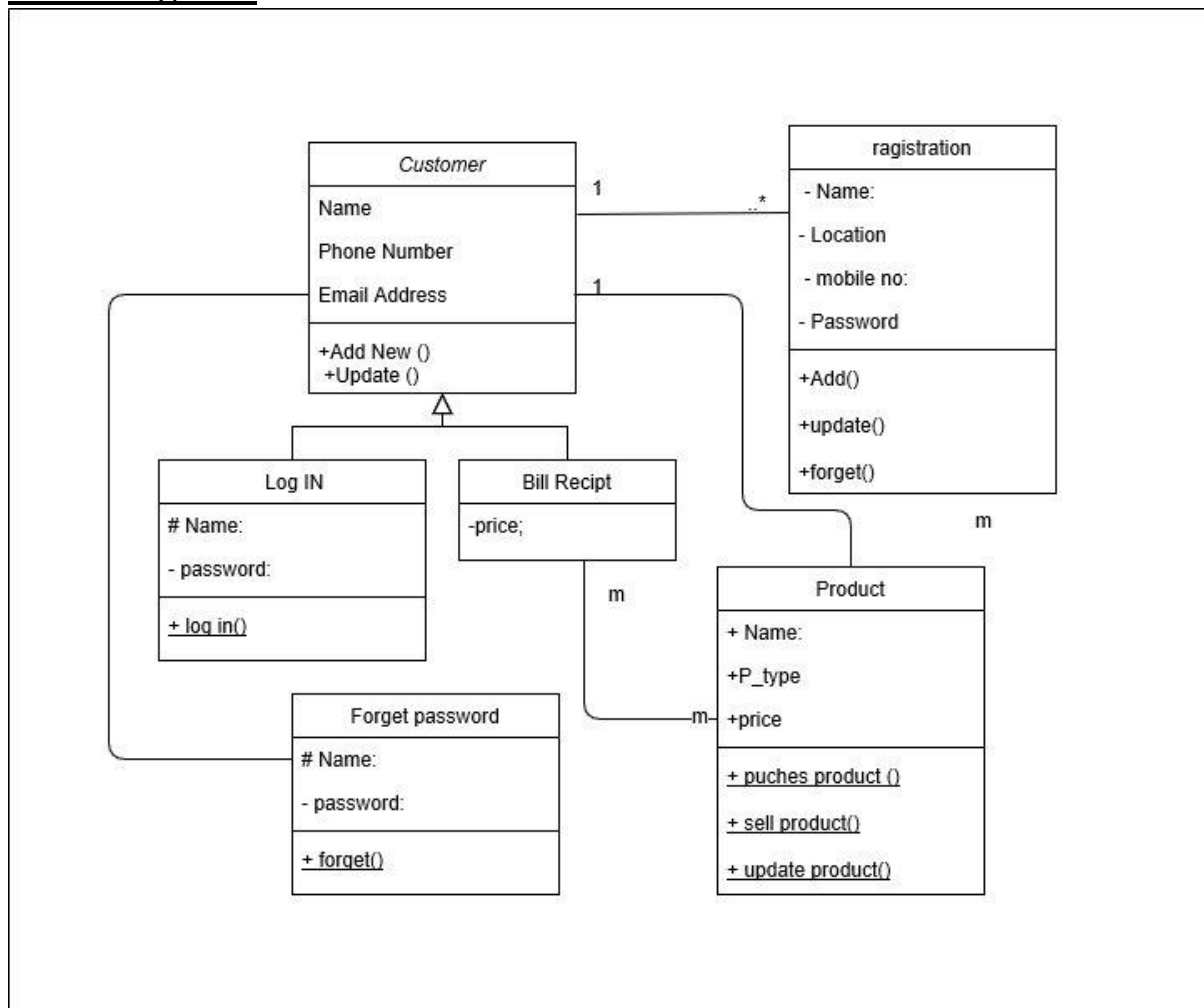 Customer
Name
Phone Number
Email Address
+Add New ()
+Update ()
1
..*
1
ragistration
- Name:
- Location
- mobile no:
- Password
+Add()
+update()
+forget()
m
Log IN
# Name:
- password:
+ log in()
Bill Recipt
-price;
m
Product
+ Name:
+P_type
m
+price
+ puches product ()
+ sell product()
+ update product()
Forget password
# Name:
- password:
+ forget()